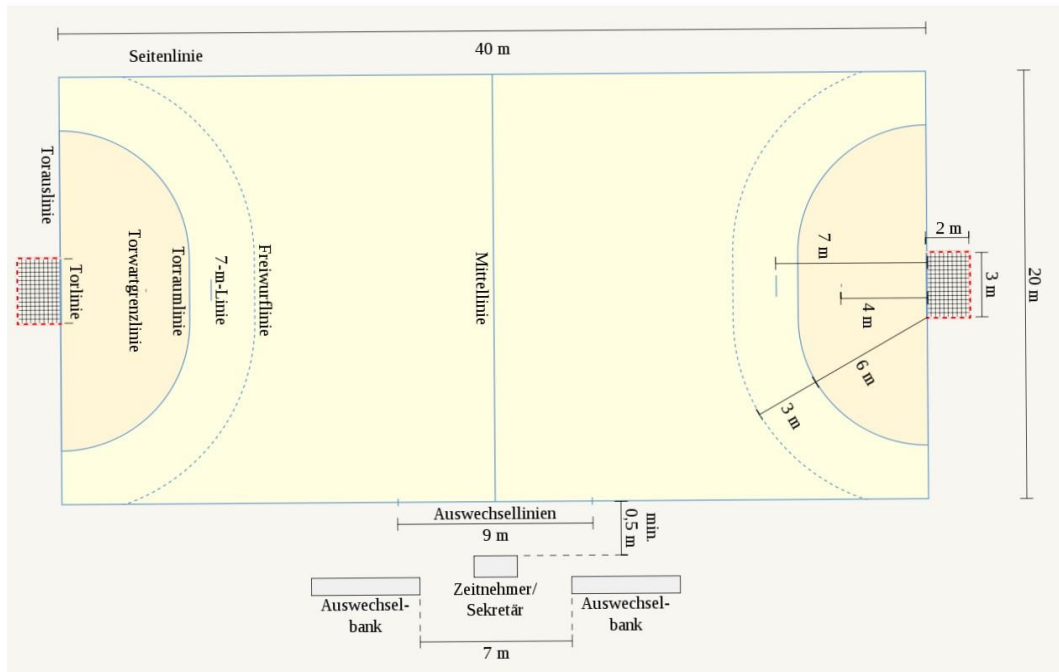 40 m
Seitenlinie
Torauslinie
Torlinie
Torwartgrenzlinie
Torraumlinie
7-m-Linie
Freiwurflinie
Mittellinie
7 m
4 m
6 m
3 m
2 m
3 m
20 m
Auswechsellinien
9 m
min.
0,5 m
Zeitnehmer/
Sekretär
Auswechsel-
bank
Auswechsel-
bank
7 m